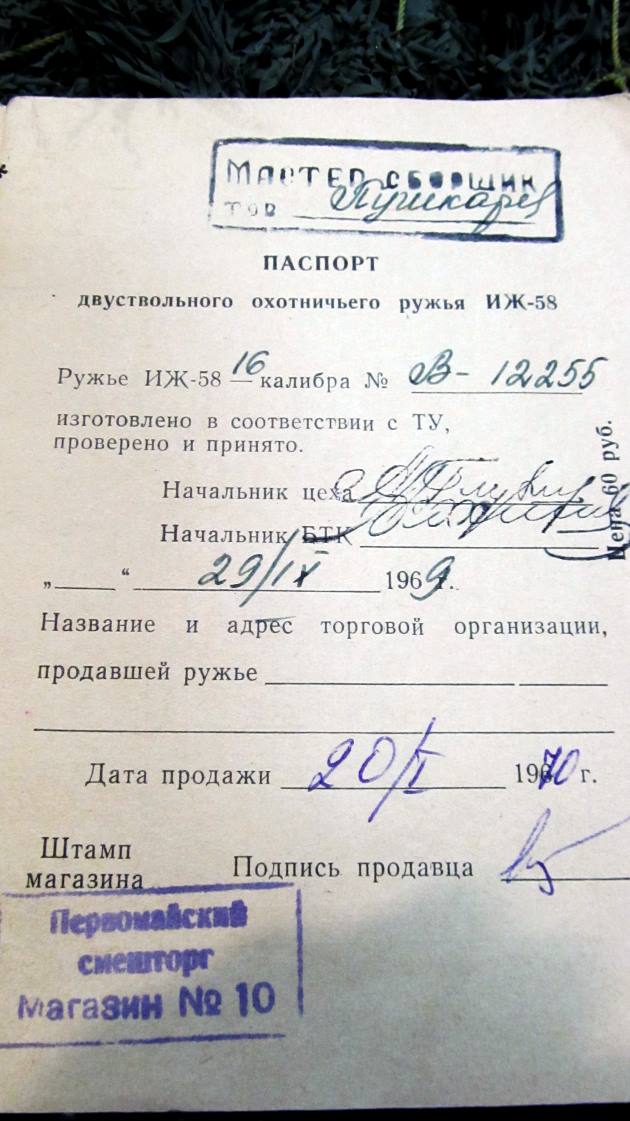 МАСТЕР СБОРЩИК
ТОВ Пушкарев
ПАСПОРТ
двуствольного охотничьего ружья ИЖ-58
Ружье ИЖ-58 16 калибра № В- 12255
изготовлено в соответствии с ТУ,
проверено и принято.
Начальник цеха
Начальник БТК
Цена 60 руб.
„ “ 29/IX 1969г.
Название и адрес торговой организации,
продавшей ружье
Дата продажи 20/I 1970 г.
Штамп
магазина
Подпись продавца
Первомайский
смешторг
Магазин № 10